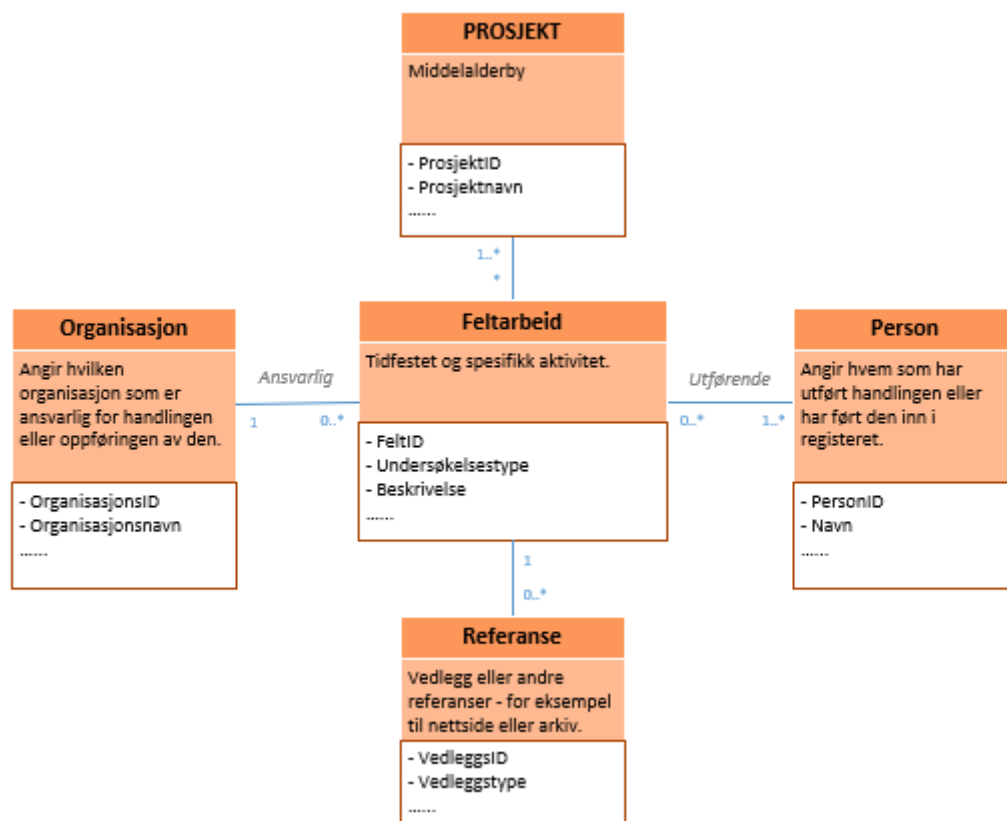 PROSJEKT
Middelalderby
- ProsjektID
- Prosjektnavn
......
1..*
*
Organisasjon
Angir hvilken
organisasjon som er
ansvarlig for handlingen
eller oppføringen av den.
- OrganisasjonsID
- Organisasjonsnavn
......
Ansvarlig
1
0..*
Feltarbeid
Tidfestet og spesifikk aktivitet.
- FeltID
- Undersøkelsestype
- Beskrivelse
......
Utførende
0..*
1..*
Person
Angir hvem som har
utført handlingen eller
har ført den inn i
registeret.
- PersonID
- Navn
......
1
0..*
Referanse
Vedlegg eller andre
referanser - for eksempel
til nettside eller arkiv.
- VedleggsID
- Vedleggstype
......